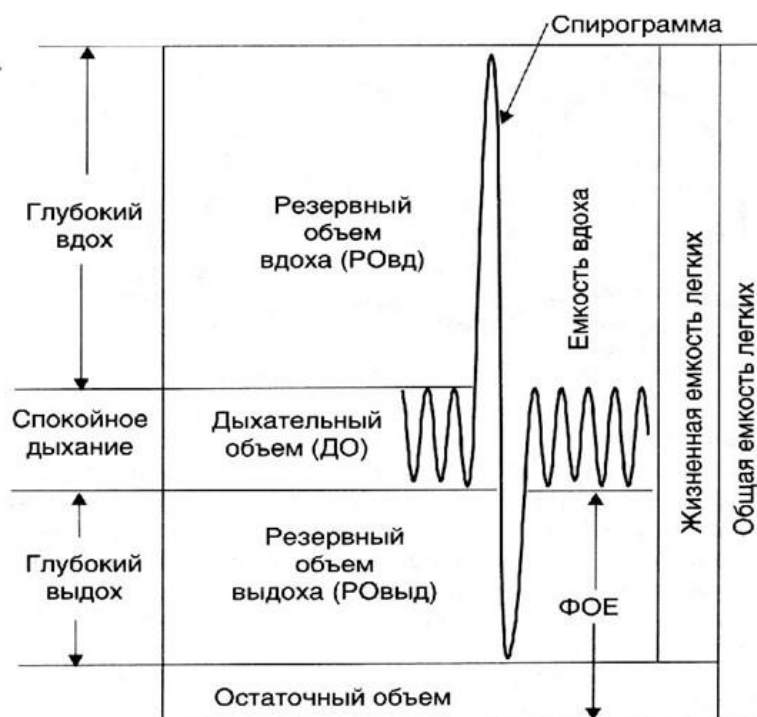 Спирограмма
Глубокий
вдох
Резервный
объем
вдоха (РОвд)
Емкость вдоха
Жизненная емкость легких
Общая емкость легких
Спокойное
дыхание
Дыхательный
объем (ДО)
Глубокий
выдох
Резервный
объем
выдоха (РОвыд)
ФОЕ
Остаточный объем